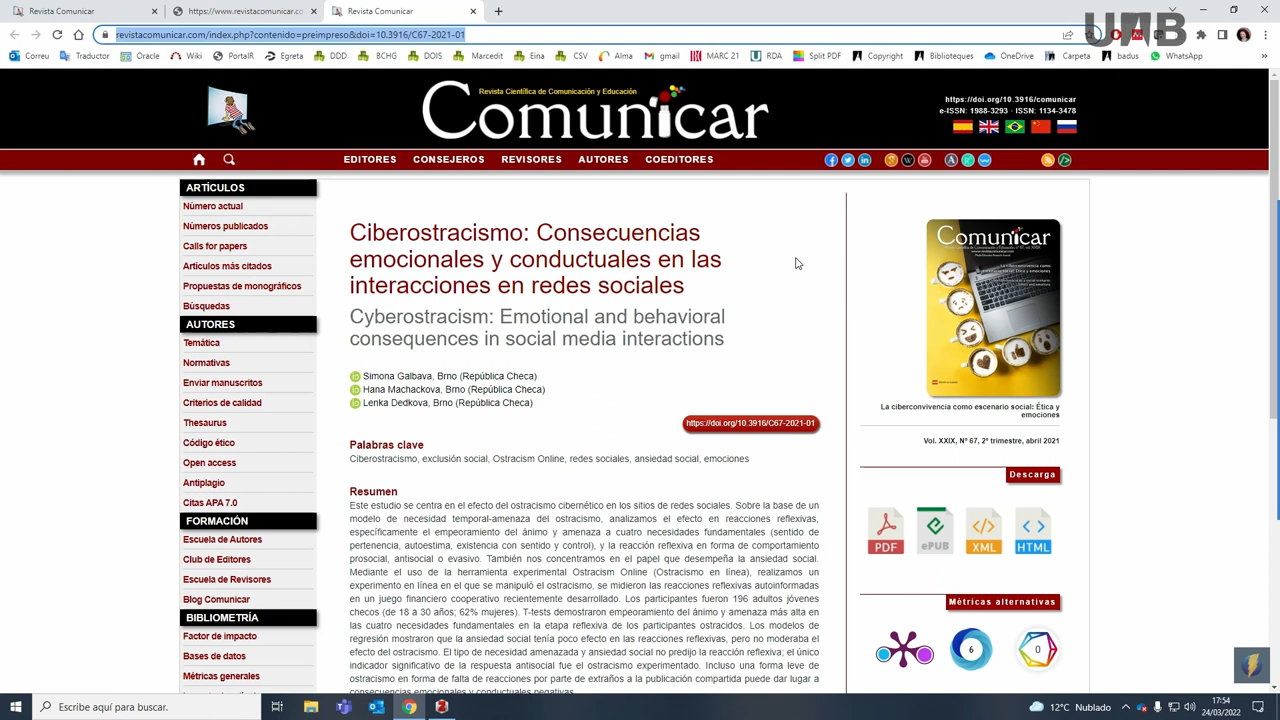 Revista Comunicar
https://www.revistacomunicar.co
Revista Comunicar
revistacomunicar.com/index.php?contenido=preimpreso&doi=10.3916/C67-2021-01
UAB
Correu
Traductor
Oracle
Wiki
PortalR
Egreta
DDD
BCHG
DOIS
Marcedit
Eina
CSV
Alma
gmail
MARC 21
RDA
Split PDF
Copyright
Biblioteques
OneDrive
Carpeta
badus
WhatsApp
Revista Científica de Comunicación y Educación
Comunicar
https://doi.org/10.3916/comunicar
e-ISSN: 1988-3293 · ISSN: 1134-3478
EDITORES CONSEJEROS REVISORES AUTORES COEDITORES
ARTÍCULOS
Número actual
Números publicados
Calls for papers
Artículos más citados
Propuestas de monográficos
Búsquedas
AUTORES
Temática
Normativas
Enviar manuscritos
Criterios de calidad
Thesaurus
Código ético
Open access
Antiplagio
Citas APA 7.0
FORMACIÓN
Escuela de Autores
Club de Editores
Escuela de Revisores
Blog Comunicar
BIBLIOMETRÍA
Factor de impacto
Bases de datos
Métricas generales
Ciberostracismo: Consecuencias
emocionales y conductuales en las
interacciones en redes sociales
Cyberostracism: Emotional and behavioral
consequences in social media interactions
Simona Galbava, Brno (República Checa)
Hana Machackova, Brno (República Checa)
Lenka Dedkova, Brno (República Checa)
https://doi.org/10.3916/C67-2021-01
Palabras clave
Ciberostracismo, exclusión social, Ostracism Online, redes sociales, ansiedad social, emociones
Resumen
Este estudio se centra en el efecto del ostracismo cibernético en los sitios de redes sociales. Sobre la base de un
modelo de necesidad temporal-amenaza del ostracismo, analizamos el efecto en reacciones reflexivas,
específicamente el empeoramiento del ánimo y amenaza a cuatro necesidades fundamentales (sentido de
pertenencia, autoestima, existencia con sentido y control), y la reacción reflexiva en forma de comportamiento
prosocial, antisocial o evasivo. También nos concentramos en el papel que desempeña la ansiedad social.
Mediante el uso de la herramienta experimental Ostracism Online (Ostracismo en línea), realizamos un
experimento en línea en el que se manipuló el ostracismo, se midieron las reacciones reflexivas autoinformadas
en un juego financiero cooperativo recientemente desarrollado. Los participantes fueron 196 adultos jóvenes
checos (de 18 a 30 años; 62% mujeres). T-tests demostraron empeoramiento del ánimo y amenaza más alta en
las cuatro necesidades fundamentales en la etapa reflexiva de los participantes ostracidos. Los modelos de
regresión mostraron que la ansiedad social tenía poco efecto en las reacciones reflexivas, pero no moderaba el
efecto del ostracismo. El tipo de necesidad amenazada y ansiedad social no predijo la reacción reflexiva; el único
indicador significativo de la respuesta antisocial fue el ostracismo experimentado. Incluso una forma leve de
ostracismo en forma de falta de reacciones por parte de extraños a la publicación compartida puede dar lugar a
consecuencias emocionales y conductuales negativas.
Comunicar
La ciberconvivencia como escenario social: Ética y
emociones
Vol. XXIX, Nº 67, 2º trimestre, abril 2021
Descarga
PDF
ePUB
XML
HTML
Métricas alternativas
6
0
Escribe aquí para buscar.
12°C Nublado
17:54
24/03/2022